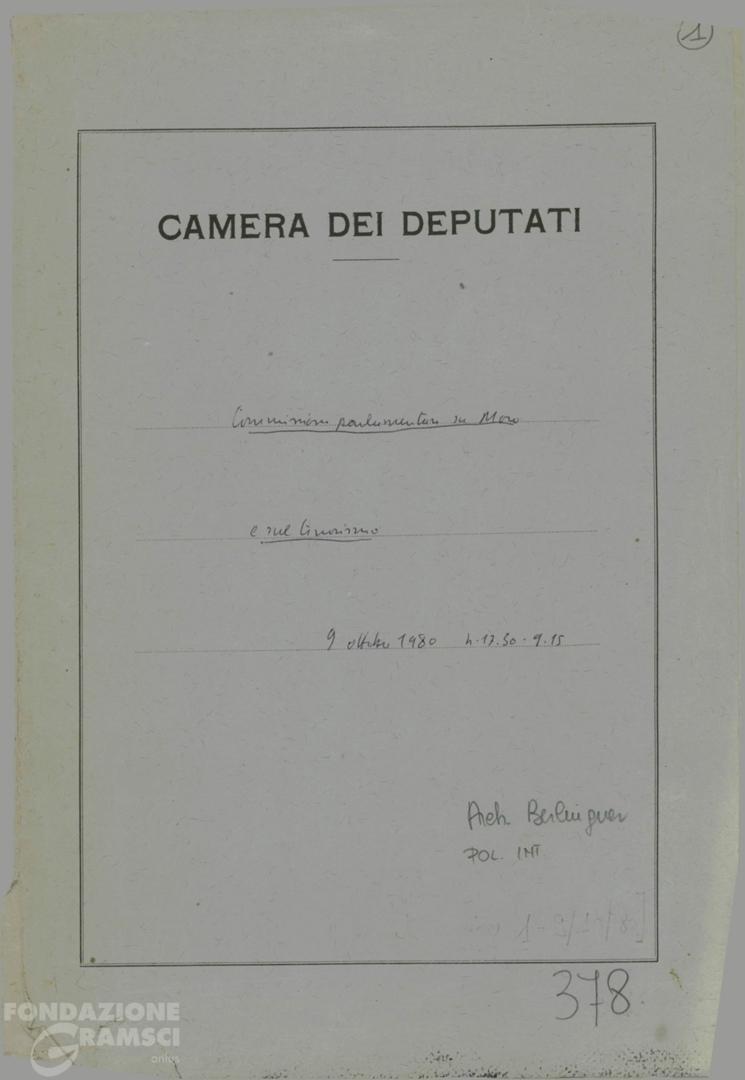 1
CAMERA DEI DEPUTATI
Commissione parlamentare su Moro
e sul terrorismo
9 ottobre 1980 h. 17.30 - 9.15
Arch. Berlinguer
POL. INT.
378.
FONDAZIONE
GRAMSCI
onlus